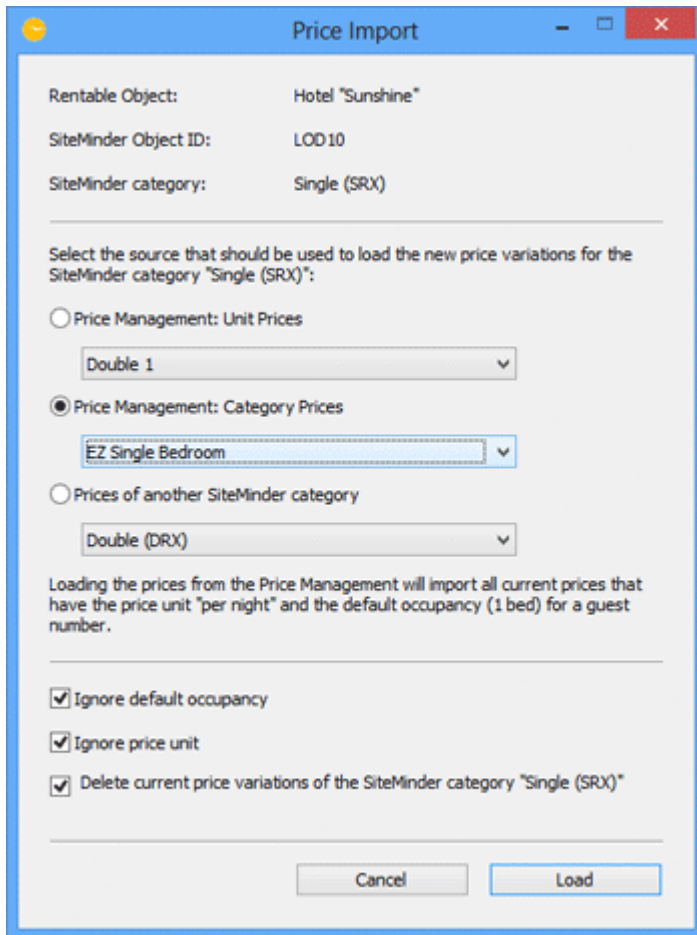 Price Import
Rentable Object: Hotel "Sunshine"
SiteMinder Object ID: LOD10
SiteMinder category: Single (SRX)
Select the source that should be used to load the new price variations for the
SiteMinder category "Single (SRX)":
Price Management: Unit Prices
Double 1
Price Management: Category Prices
EZ Single Bedroom
Prices of another SiteMinder category
Double (DRX)
Loading the prices from the Price Management will import all current prices that
have the price unit "per night" and the default occupancy (1 bed) for a guest
number.
Ignore default occupancy
Ignore price unit
Delete current price variations of the SiteMinder category "Single (SRX)"
Cancel Load